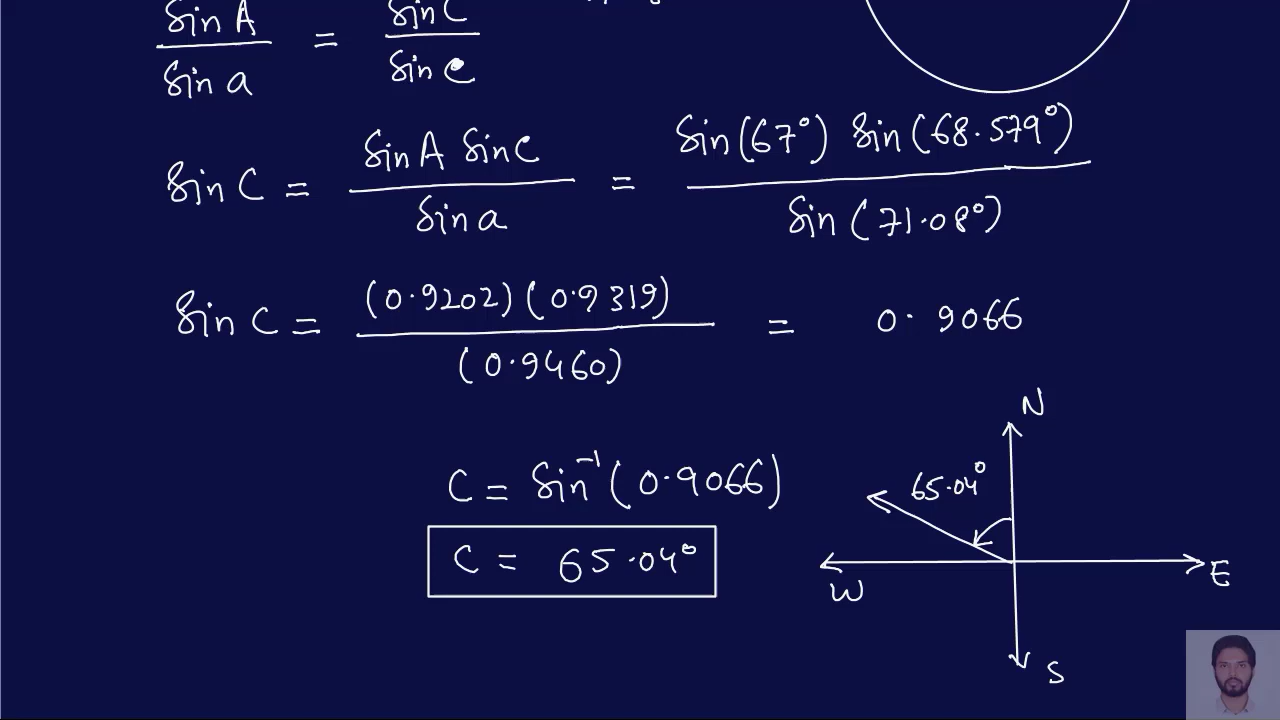 sin A / sin a = sin C / sin c
sin C = sin A sin c / sin a = sin(67°) sin(68.579°) / sin(71.08°)
sin C = (0.9202)(0.9319) / (0.9460) = 0.9066
N
C = sin⁻¹(0.9066)
65.04°
C = 65.04°
W
E
S